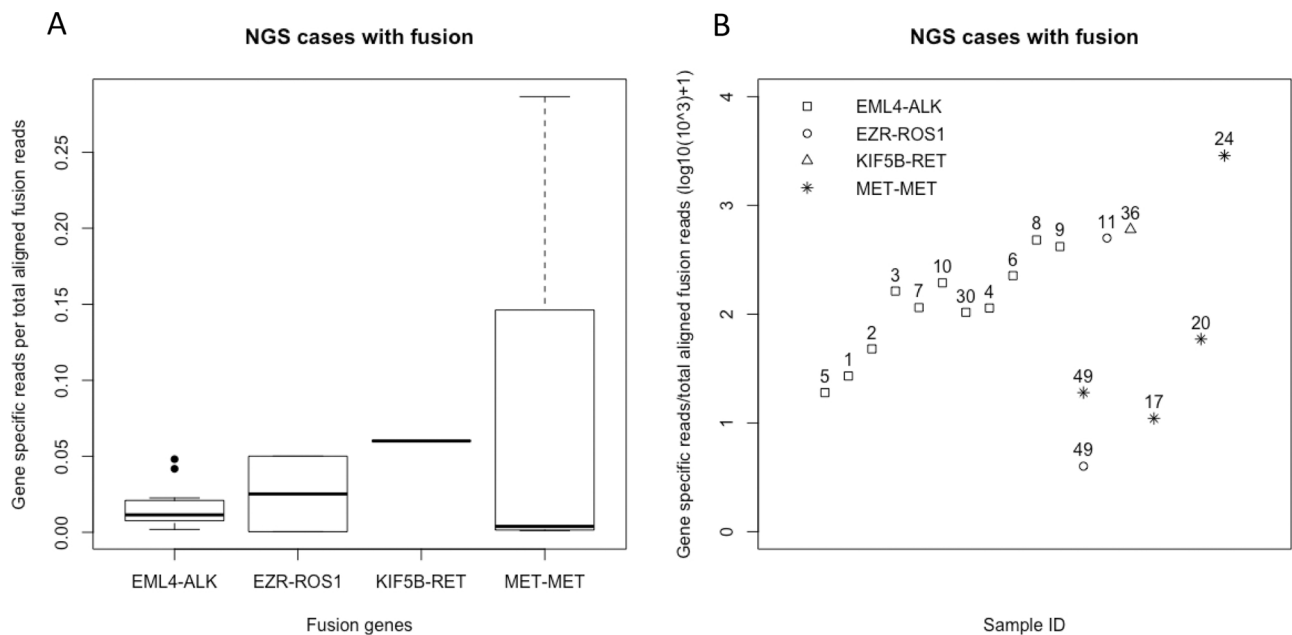 A
NGS cases with fusion
Gene specific reads per total aligned fusion reads
0.25
0.20
0.15
0.10
0.05
0.00
EML4-ALK EZR-ROS1 KIF5B-RET MET-MET
Fusion genes
B
NGS cases with fusion
Gene specific reads/total aligned fusion reads (log10(10^3)+1)
4
3
2
1
0
EML4-ALK
EZR-ROS1
KIF5B-RET
MET-MET
24
8 9 11 36
3 7 10 30 4 6
5 1 2
49 17 20
49
Sample ID